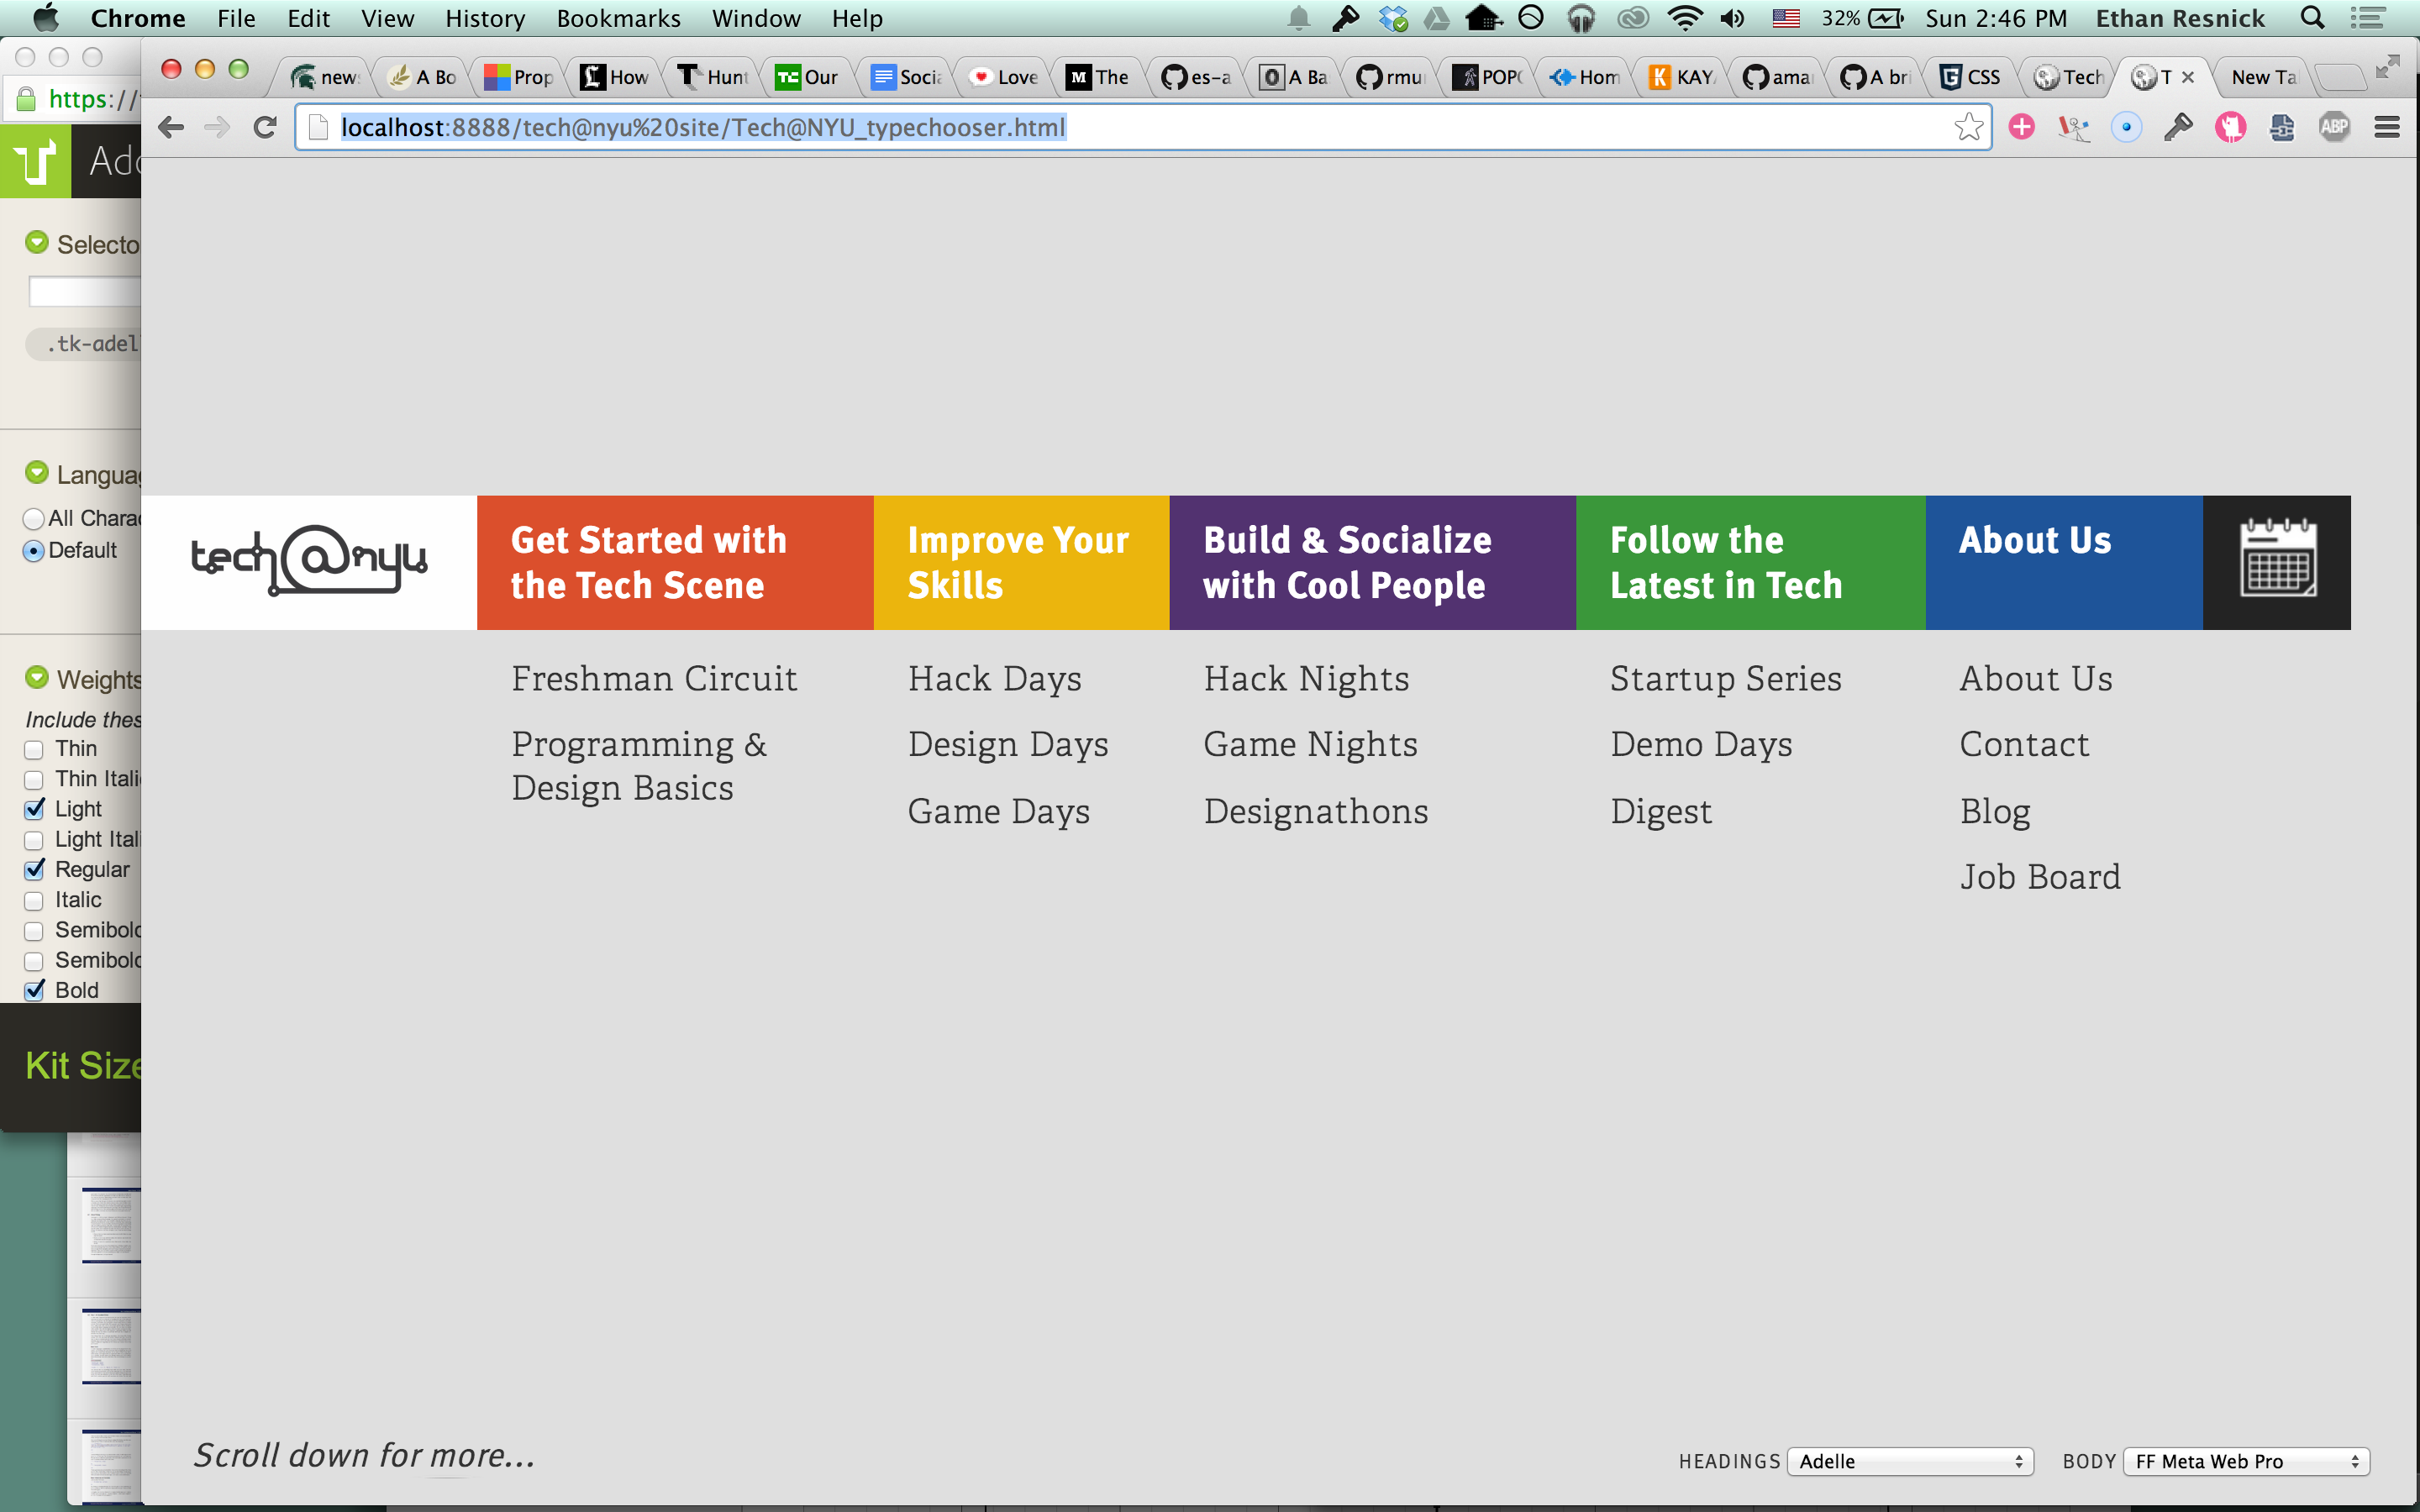 Chrome File Edit View History Bookmarks Window Help 32% Sun 2:46 PM Ethan Resnick
new A Bo Prop How Hunt Our Socia Love The es-a A Ba rmu POPC Hom KAY ama A bri CSS Tech T New Ta
https://
localhost:8888/tech@nyu%20site/Tech@NYU_typechooser.html
ABP
Ado
Selecto
.tk-adel
Langua
All Chara
Default
Weights
Include thes
Thin
Thin Itali
Light
Light Ital
Regular
Italic
Semibold
Semibold
Bold
Kit Size
tech@nyu
Get Started with
the Tech Scene
Freshman Circuit
Programming &
Design Basics
Improve Your
Skills
Hack Days
Design Days
Game Days
Build & Socialize
with Cool People
Hack Nights
Game Nights
Designathons
Follow the
Latest in Tech
Startup Series
Demo Days
Digest
About Us
About Us
Contact
Blog
Job Board
Scroll down for more...
HEADINGS Adelle BODY FF Meta Web Pro